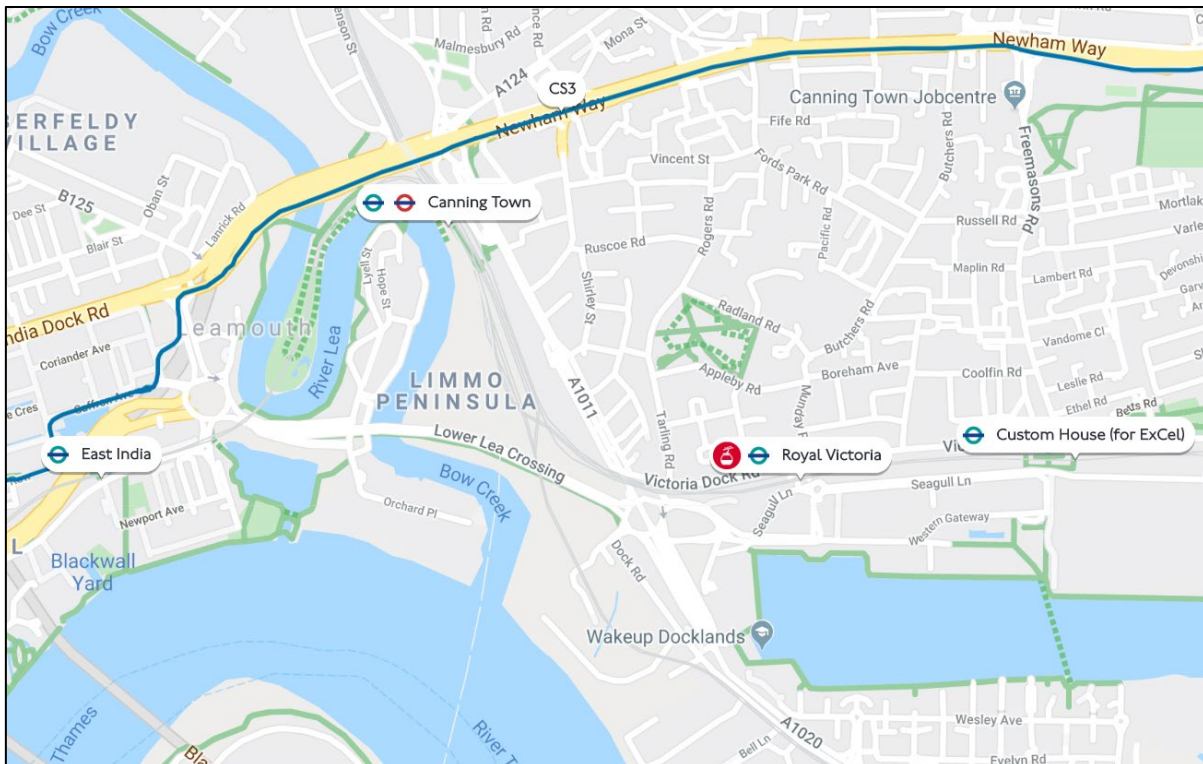 Bow Creek
Malmesbury Rd
Mona St
A124
CS3
Newham Way
Newham Way
Canning Town Jobcentre
Fife Rd
Butchers Rd
Freemasons Rd
VILLAGE
B125
Oban St
Dee St
Blair St
Lanrick Rd
Vincent St
Fords Park Rd
Rogers Rd
Canning Town
Russell Rd
Pacific Rd
Ruscoe Rd
Lyell St
Hope St
Shirley St
Maplin Rd
Lambert Rd
Radland Rd
Butchers Rd
Vandome Cl
Leamouth
River Lea
Coriander Ave
Saffron Ave
LIMMO
PENINSULA
A1011
Appleby Rd
Boreham Ave
Coolfin Rd
Leslie Rd
Ethel Rd
Betts Rd
Tarling Rd
East India
Lower Lea Crossing
Royal Victoria
Custom House (for ExCel)
Victoria Dock Rd
Bow Creek
Seagull Ln
Seagull Ln
Orchard Pl
Newport Ave
Western Gateway
Blackwall
Yard
Dock Rd
Wakeup Docklands
Thames
A1020
Wesley Ave
Bell Ln
Evelyn Rd